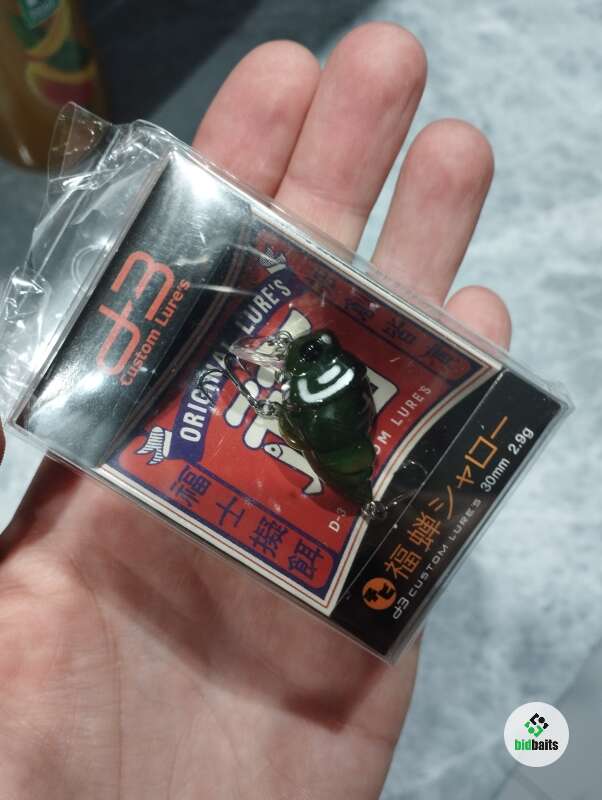 d3
Custom Lure's
ORIGINAL LURE'S
福士擬餌
D-3 CUSTOM LURE'S
福蝉シャロー
30mm 2.9g
d3 CUSTOM LURE'S
bidbaits